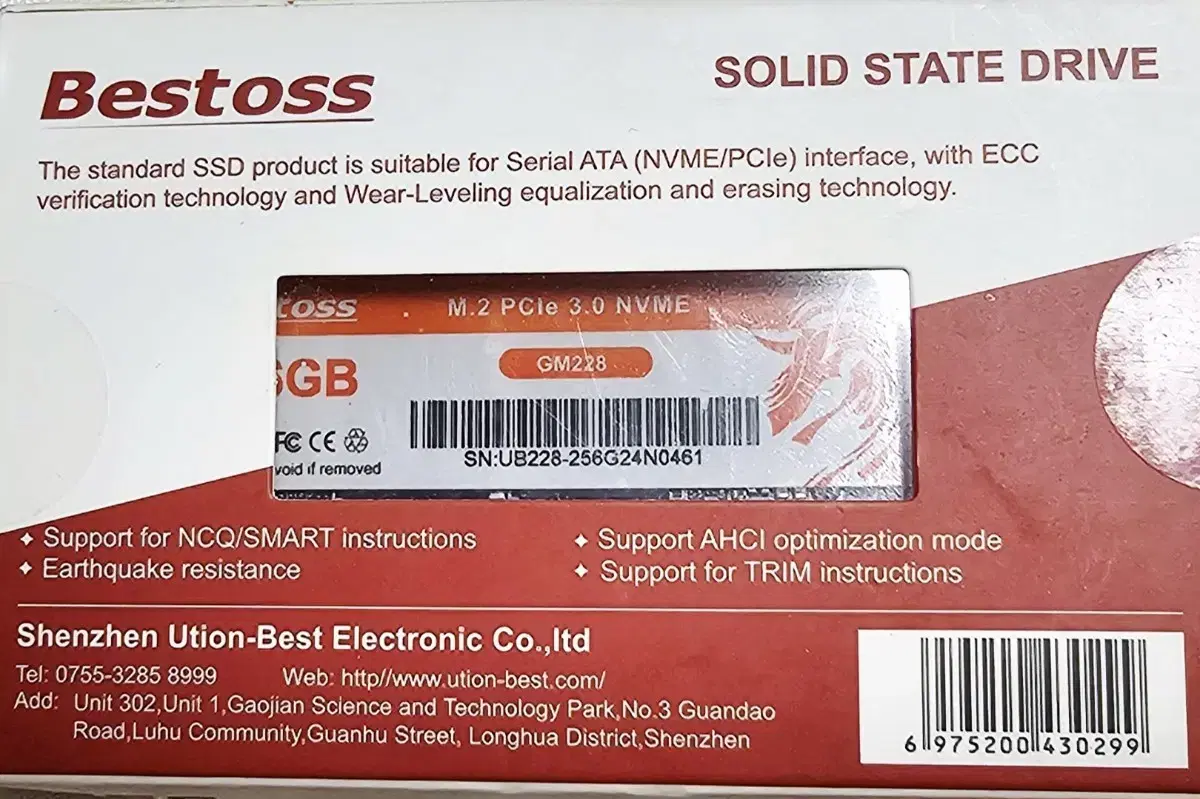 Bestoss
SOLID STATE DRIVE
The standard SSD product is suitable for Serial ATA (NVME/PCIe) interface, with ECC
verification technology and Wear-Leveling equalization and erasing technology.
toss
M.2 PCIe 3.0 NVME
6GB
GM228
FC CE
SN:UB228-256G24N0461
void if removed
✦ Support for NCQ/SMART instructions
✦ Support AHCI optimization mode
✦ Earthquake resistance
✦ Support for TRIM instructions
Shenzhen Ution-Best Electronic Co.,ltd
Tel: 0755-3285 8999 Web: http//www.ution-best.com/
Add: Unit 302,Unit 1,Gaojian Science and Technology Park,No.3 Guandao
Road,Luhu Community,Guanhu Street, Longhua District,Shenzhen
6 975200 430299